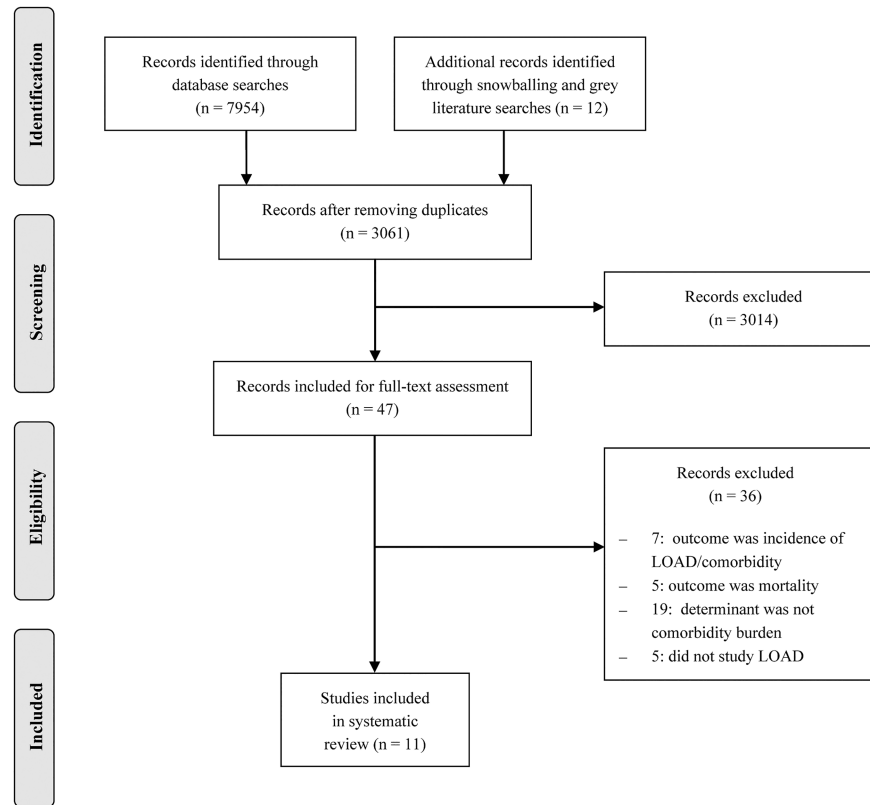 Identification
Records identified through
database searches
(n = 7954)
Additional records identified
through snowballing and grey
literature searches (n = 12)
Records after removing duplicates
(n = 3061)
Screening
Records excluded
(n = 3014)
Records included for full-text assessment
(n = 47)
Eligibility
Records excluded
(n = 36)
– 7: outcome was incidence of
LOAD/comorbidity
– 5: outcome was mortality
– 19: determinant was not
comorbidity burden
– 5: did not study LOAD
Included
Studies included
in systematic
review (n = 11)